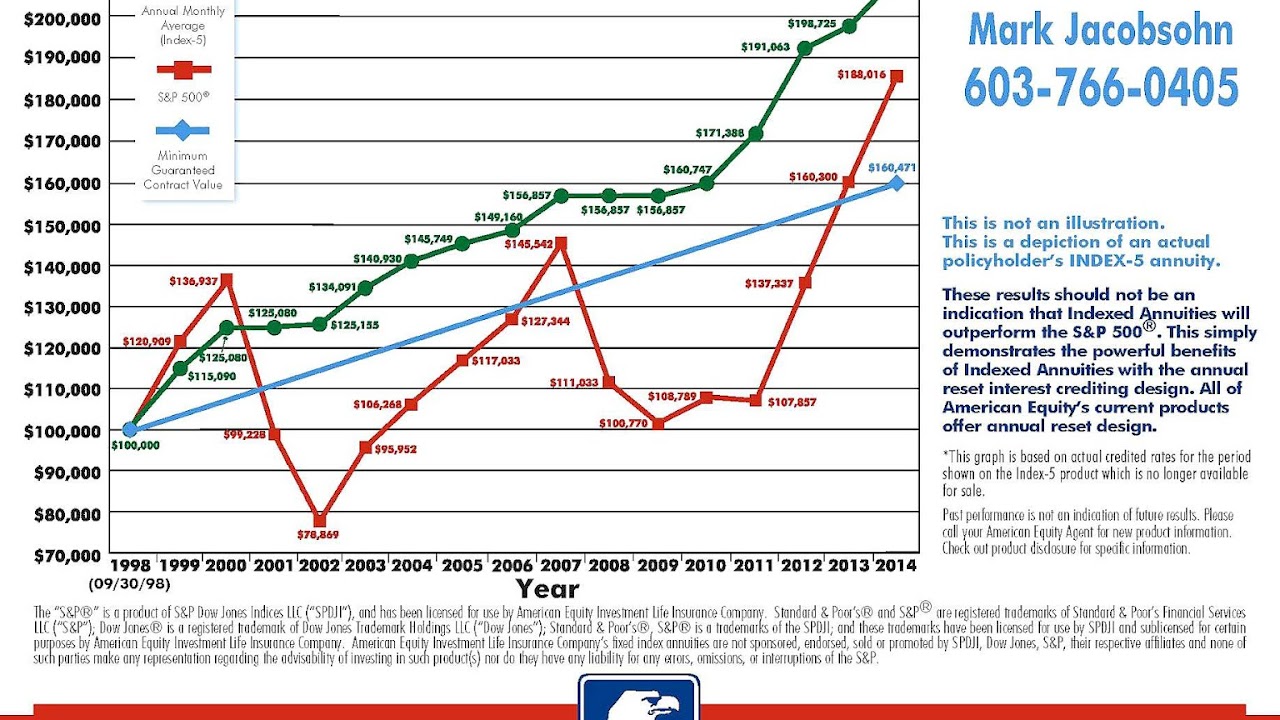 $200,000
$190,000
$180,000
$170,000
$160,000
$150,000
$140,000
$130,000
$120,000
$110,000
$100,000
$90,000
$80,000
$70,000
Annual Monthly
Average
(Index-5)
S&P 500®
Minimum
Guaranteed
Contract Value
$198,725
$191,063
$188,016
$171,388
$160,747
$160,300
$160,471
$156,857
$156,857
$156,857
$149,160
$145,749
$145,542
$140,930
$136,937
$134,091
$137,337
$125,080
$125,155
$127,344
$120,909
$125,080
$115,090
$117,033
$111,033
$106,268
$108,789
$107,857
$99,228
$100,770
$100,000
$95,952
$78,869
1998 1999 2000 2001 2002 2003 2004 2005 2006 2007 2008 2009 2010 2011 2012 2013 2014
(09/30/98)
Year
Mark Jacobsohn
603-766-0405
This is not an illustration.
This is a depiction of an actual
policyholder's INDEX-5 annuity.
These results should not be an
indication that Indexed Annuities will
outperform the S&P 500®. This simply
demonstrates the powerful benefits
of Indexed Annuities with the annual
reset interest crediting design. All of
American Equity's current products
offer annual reset design.
*This graph is based on actual credited rates for the period
shown on the Index-5 product which is no longer available
for sale.
Past performance is not an indication of future results. Please
call your American Equity Agent for new product information.
Check out product disclosure for specific information.
The "S&P®" is a product of S&P Dow Jones Indices LLC ("SPDJI"), and has been licensed for use by American Equity Investment Life Insurance Company. Standard & Poor's® and S&P® are registered trademarks of Standard & Poor's Financial Services
LLC ("S&P"); Dow Jones® is a registered trademark of Dow Jones Trademark Holdings LLC ("Dow Jones"); Standard & Poor's®, S&P® is a trademarks of the SPDJI; and these trademarks have been licensed for use by SPDJI and sublicensed for certain
purposes by American Equity Investment Life Insurance Company. American Equity Investment Life Insurance Company's fixed index annuities are not sponsored, endorsed, sold or promoted by SPDJI, Dow Jones, S&P, their respective affiliates and none of
such parties make any representation regarding the advisability of investing in such product(s) nor do they have any liability for any errors, omissions, or interruptions of the S&P.